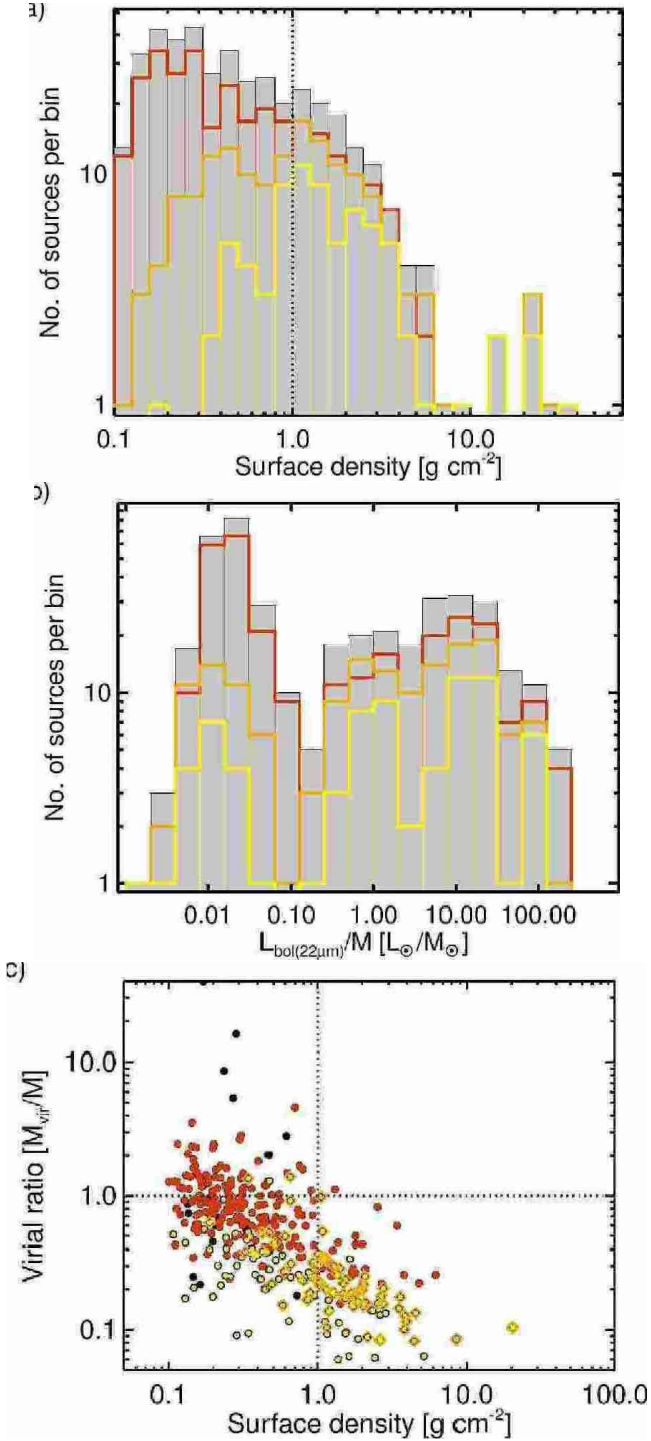 a)
No. of sources per bin
10
1
0.1 1.0 10.0
Surface density [g cm⁻²]
b)
No. of sources per bin
10
1
0.01 0.10 1.00 10.00 100.00
L_bol(22μm)/M [L_⊙/M_⊙]
c)
Virial ratio [M_vir/M]
10.0
1.0
0.1
0.1 1.0 10.0 100.0
Surface density [g cm⁻²]